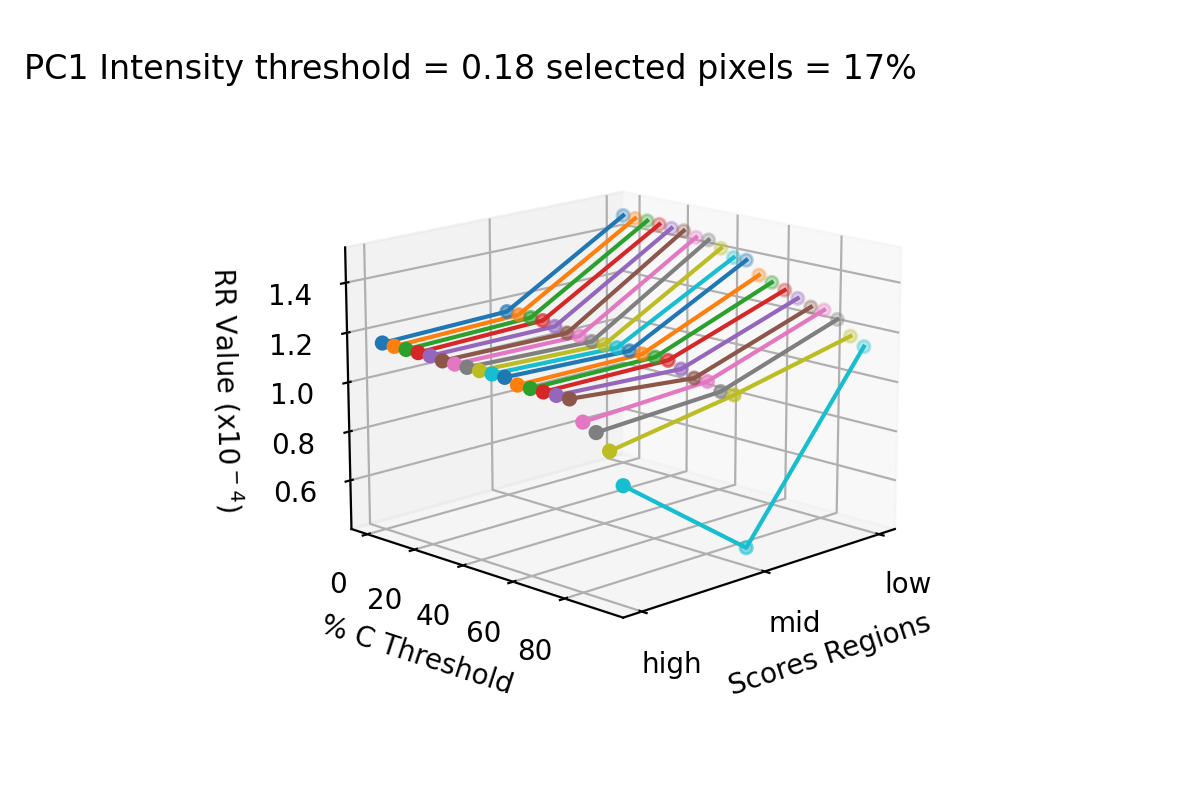 PC1 Intensity threshold = 0.18 selected pixels = 17%
RR Value (x10⁻⁴)
1.4
1.2
1.0
0.8
0.6
0
20
40
60
80
% C Threshold
high
mid
low
Scores Regions